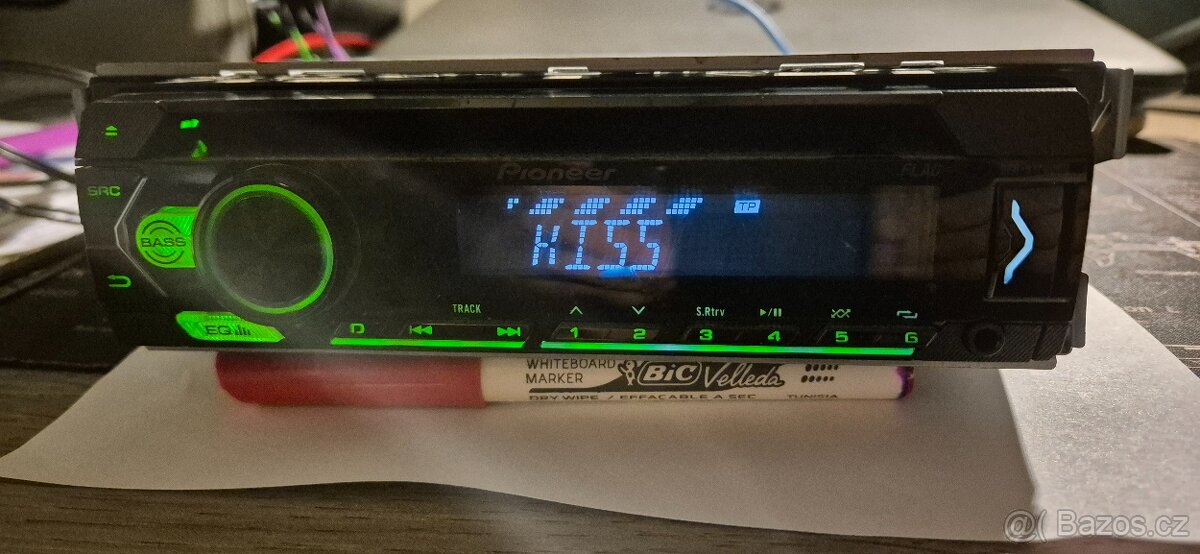 Pioneer
FLAC
SRC
TP
BASS
KISS
TRACK
S.Rtrv
EQ
D
1
2
3
4
5
6
WHITEBOARD
MARKER
BIC Velleda
DRY WIPE / EFFAÇABLE A SEC
TUNISIA
@( Bazos.cz